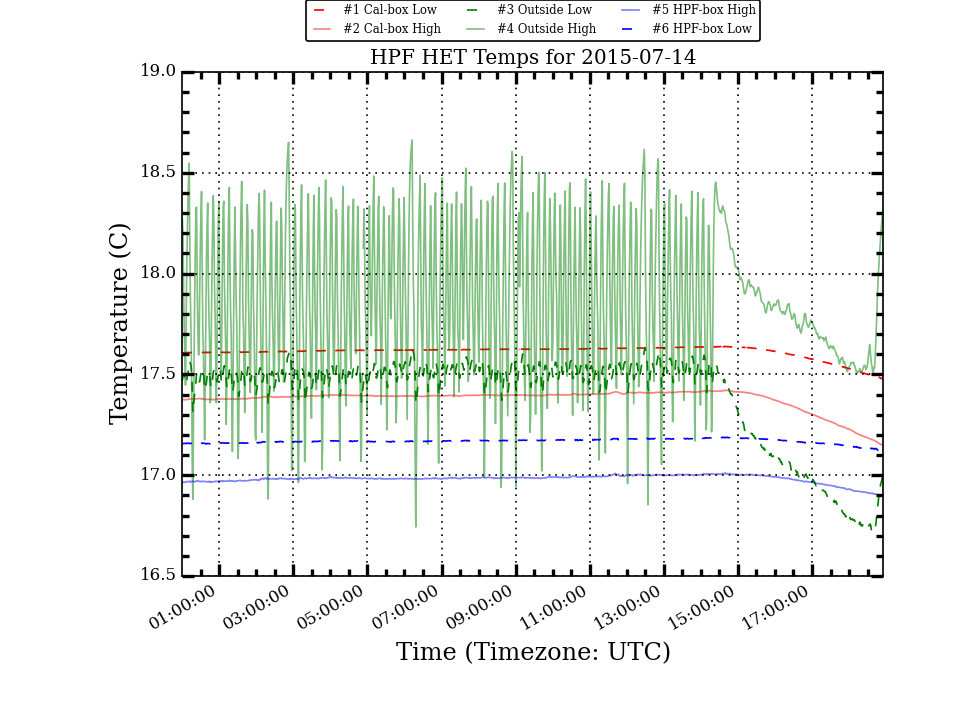 #1 Cal-box Low #3 Outside Low #5 HPF-box High
#2 Cal-box High #4 Outside High #6 HPF-box Low
HPF HET Temps for 2015-07-14
19.0
18.5
18.0
17.5
17.0
16.5
Temperature (C)
01:00:00 03:00:00 05:00:00 07:00:00 09:00:00 11:00:00 13:00:00 15:00:00 17:00:00
Time (Timezone: UTC)